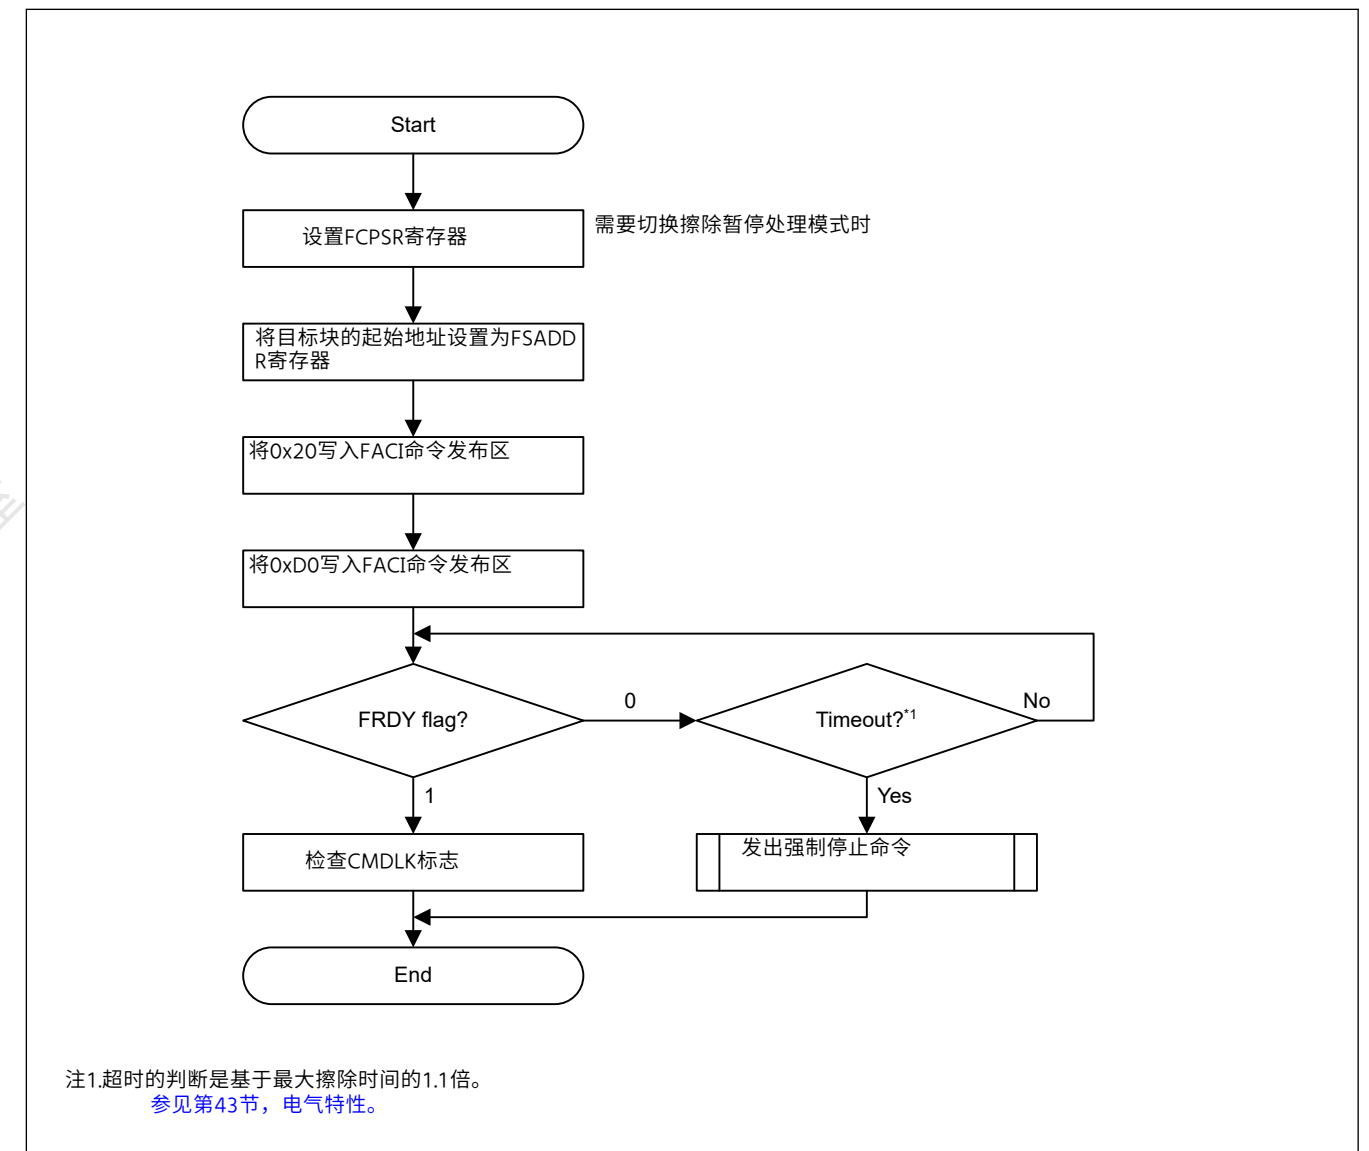 Start
设置FCPSR寄存器
需要切换擦除暂停处理模式时
将目标块的起始地址设置为FSADD
R寄存器
将0x20写入FACI命令发布区
将0xD0写入FACI命令发布区
FRDY flag?
0
Timeout?*1
No
1
Yes
检查CMDLK标志
发出强制停止命令
End
注1.超时的判断是基于最大擦除时间的1.1倍。
参见第43节，电气特性。